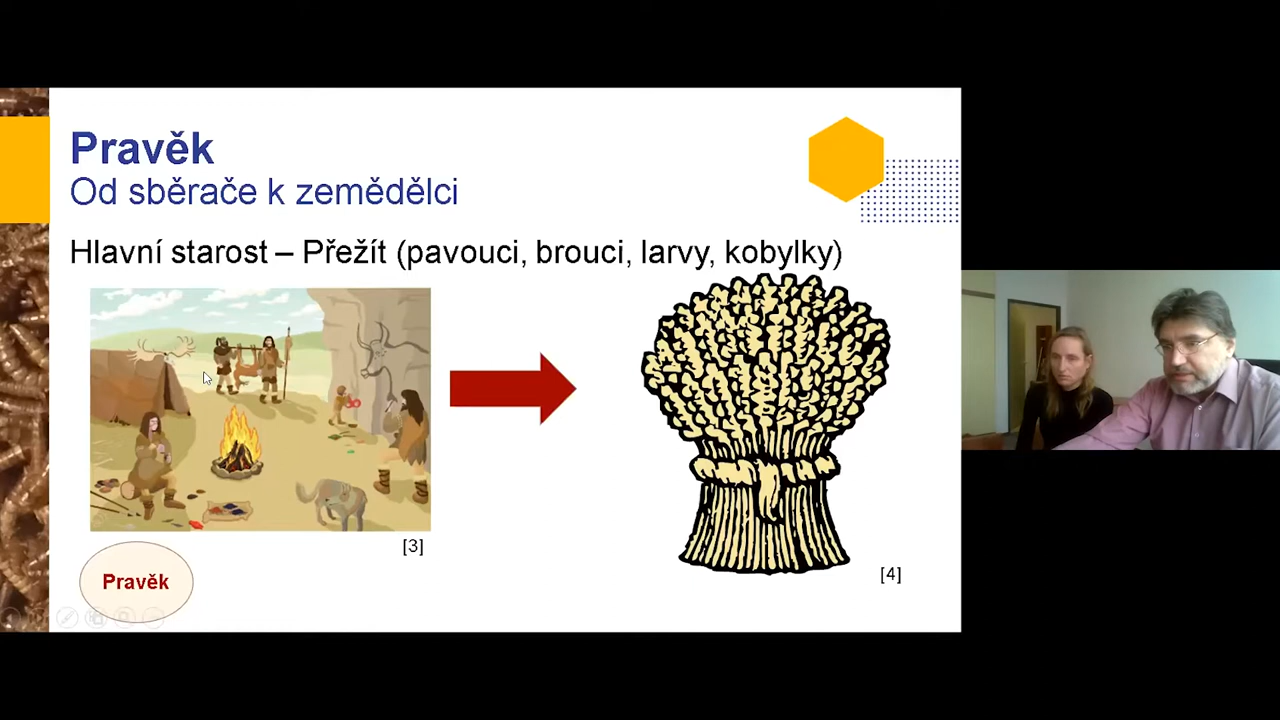 Pravěk
Od sběrače k zemědělci
Hlavní starost – Přežít (pavouci, brouci, larvy, kobylky)
[3]
[4]
Pravěk